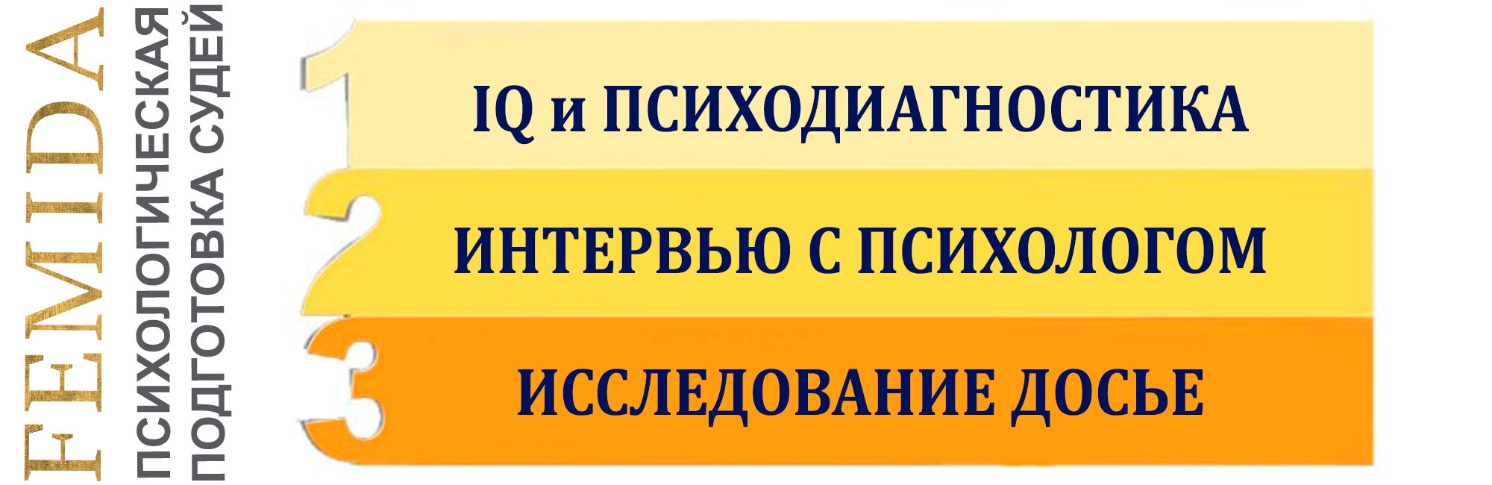 FEMIDA
ПСИХОЛОГИЧЕСКАЯ
ПОДГОТОВКА СУДЕЙ
1
IQ и ПСИХОДИАГНОСТИКА
2
ИНТЕРВЬЮ С ПСИХОЛОГОМ
3
ИССЛЕДОВАНИЕ ДОСЬЕ